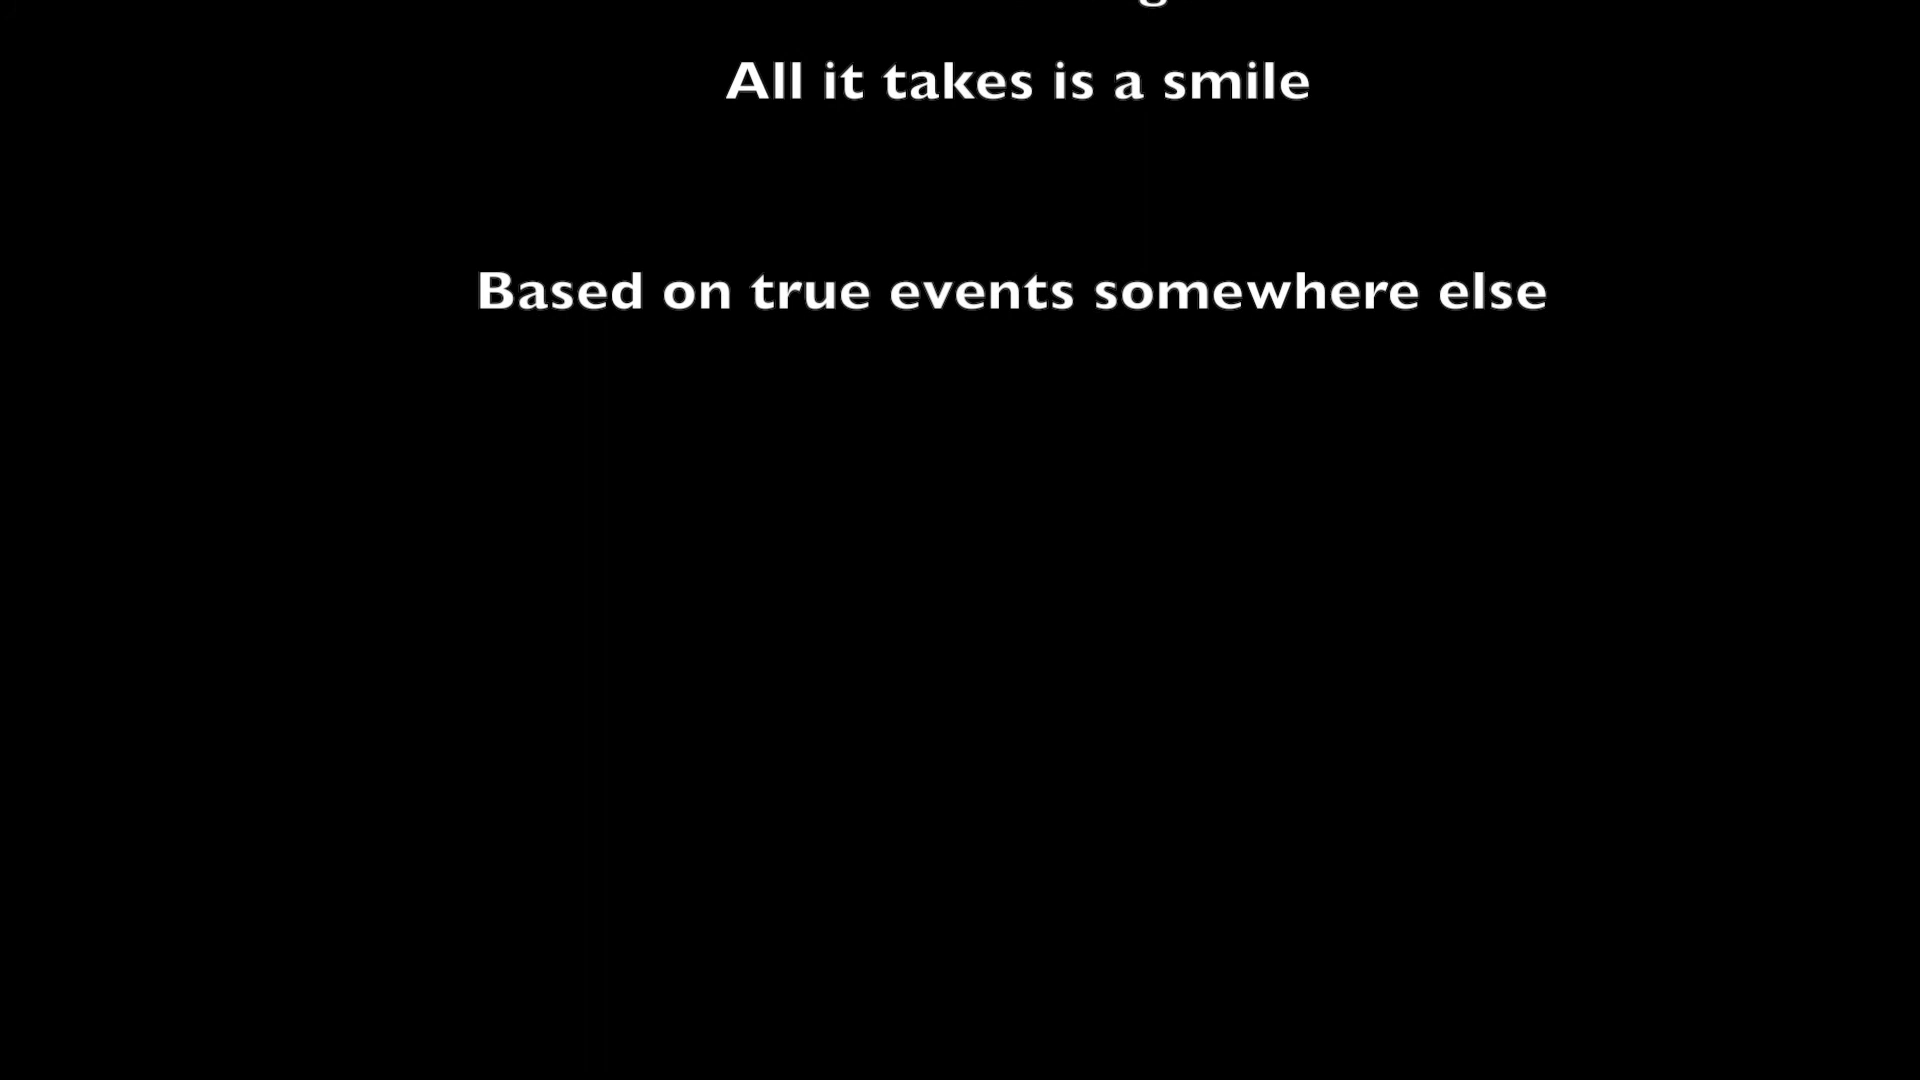 All it takes is a smile
Based on true events somewhere else